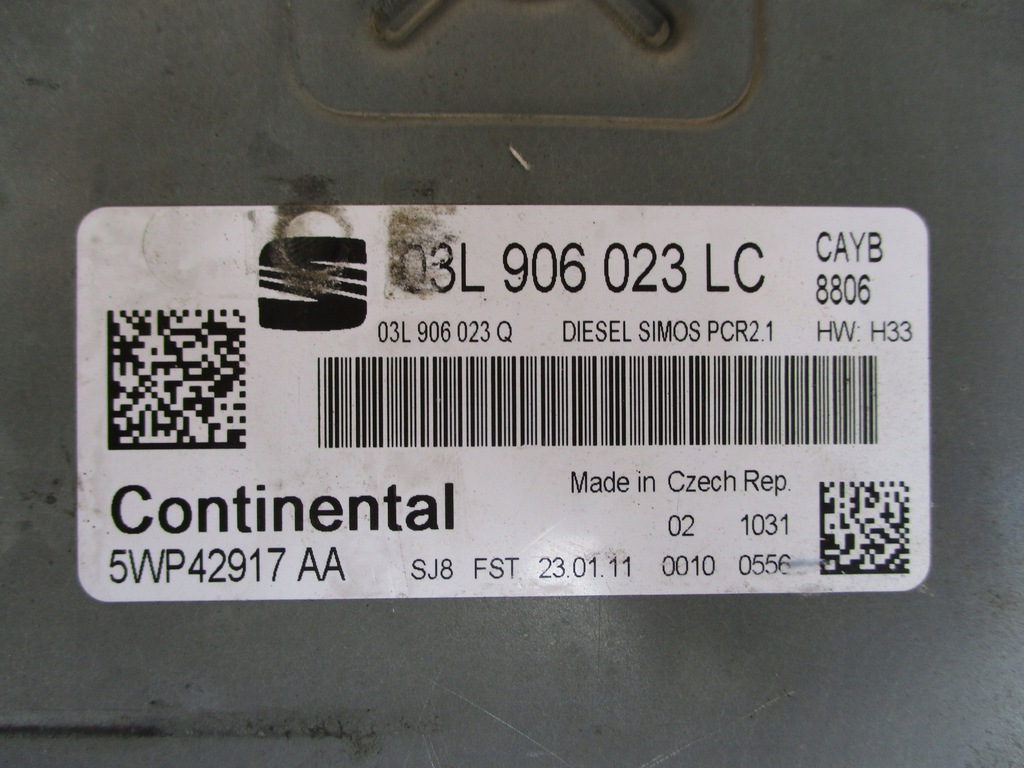 03L 906 023 LC CAYB
8806
03L 906 023 Q DIESEL SIMOS PCR2.1 HW: H33
Continental
Made in Czech Rep.
02 1031
5WP42917 AA SJ8 FST 23.01.11 0010 0556